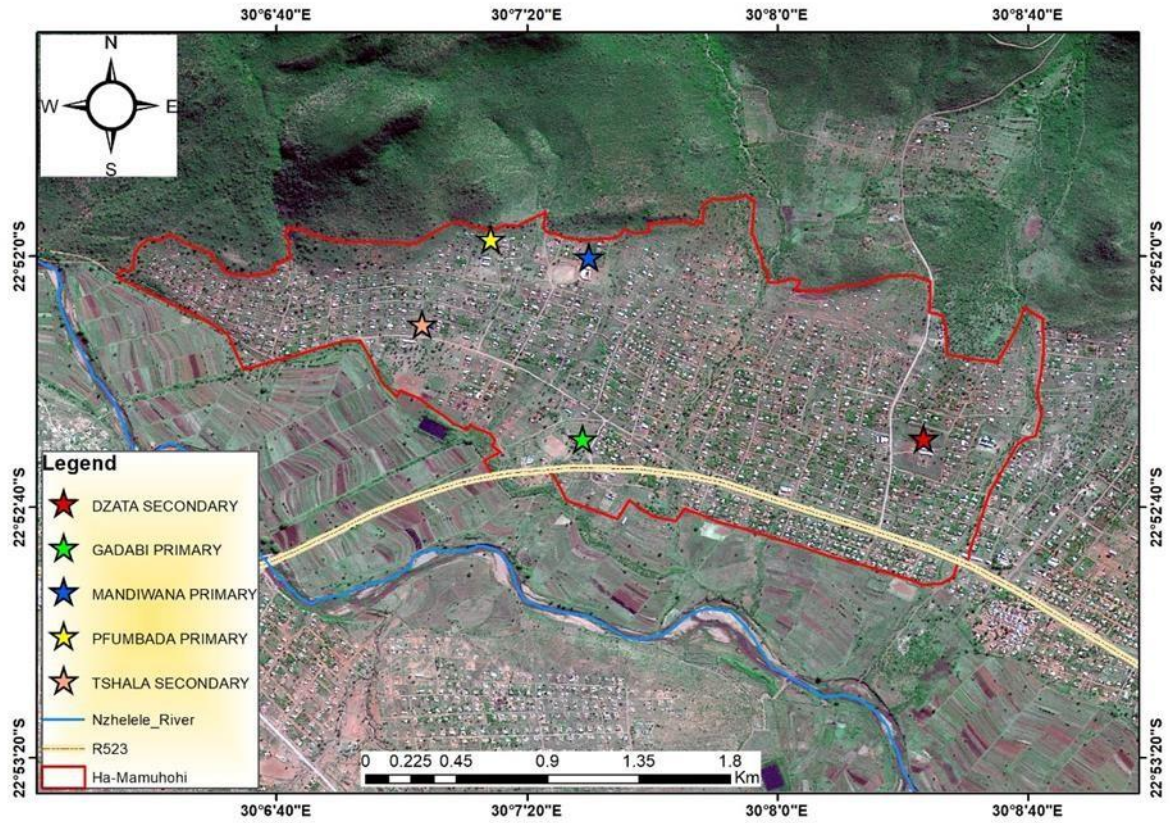 30°6'40"E 30°7'20"E 30°8'0"E 30°8'40"E
N
W E
S
22°52'0"S 22°52'0"S
22°52'40"S 22°52'40"S
22°53'20"S 22°53'20"S
Legend
DZATA SECONDARY
GADABI PRIMARY
MANDIWANA PRIMARY
PFUMBADA PRIMARY
TSHALA SECONDARY
Nzhelele_River
R523
Ha-Mamuhohi
0 0.225 0.45 0.9 1.35 1.8
Km
30°6'40"E 30°7'20"E 30°8'0"E 30°8'40"E